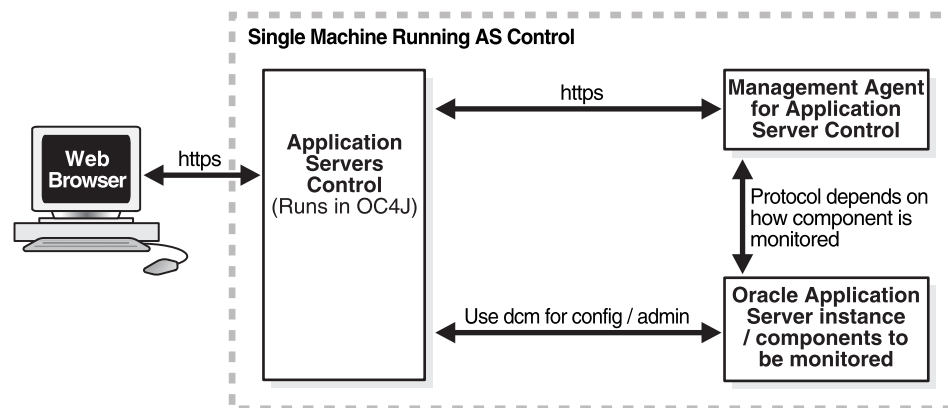 Single Machine Running AS Control
Web
Browser
https
Application
Servers
Control
(Runs in OC4J)
https
Management Agent
for Application
Server Control
Protocol depends on
how component is
monitored
Use dcm for config / admin
Oracle Application
Server instance
/ components to
be monitored